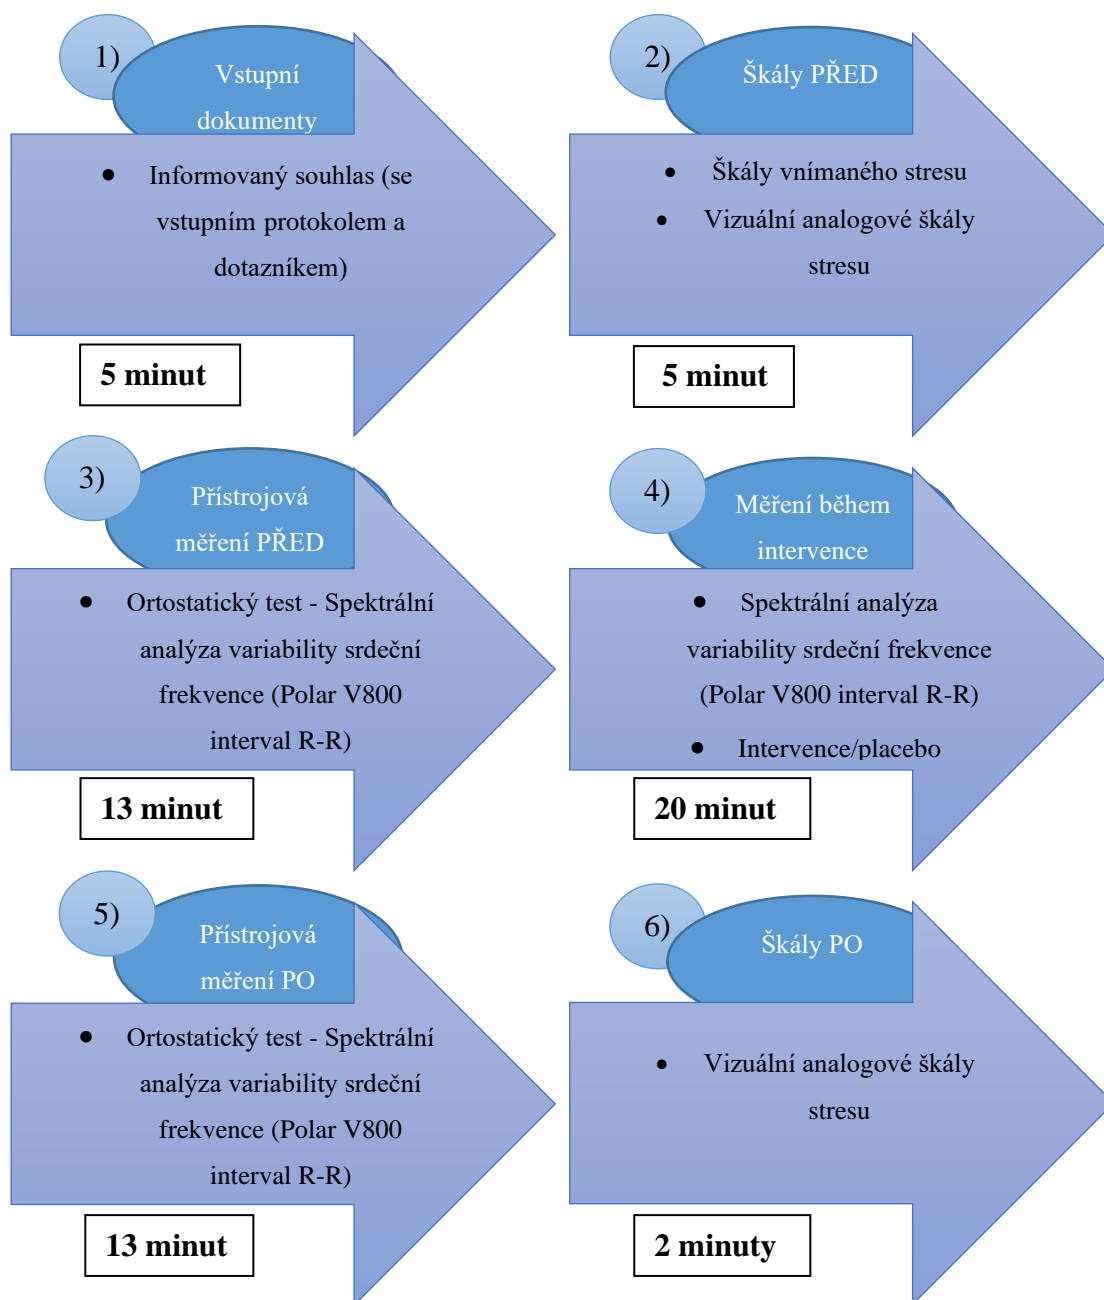 1)
Vstupní
dokumenty
• Informovaný souhlas (se
vstupním protokolem a
dotazníkem)
5 minut
2)
Škály PŘED
• Škály vnímaného stresu
• Vizuální analogové škály
stresu
5 minut
3)
Přístrojová
měření PŘED
• Ortostatický test - Spektrální
analýza variability srdeční
frekvence (Polar V800
interval R-R)
13 minut
4)
Měření během
intervence
• Spektrální analýza
variability srdeční frekvence
(Polar V800 interval R-R)
• Intervence/placebo
20 minut
5)
Přístrojová
měření PO
• Ortostatický test - Spektrální
analýza variability srdeční
frekvence (Polar V800
interval R-R)
13 minut
6)
Škály PO
• Vizuální analogové škály
stresu
2 minuty